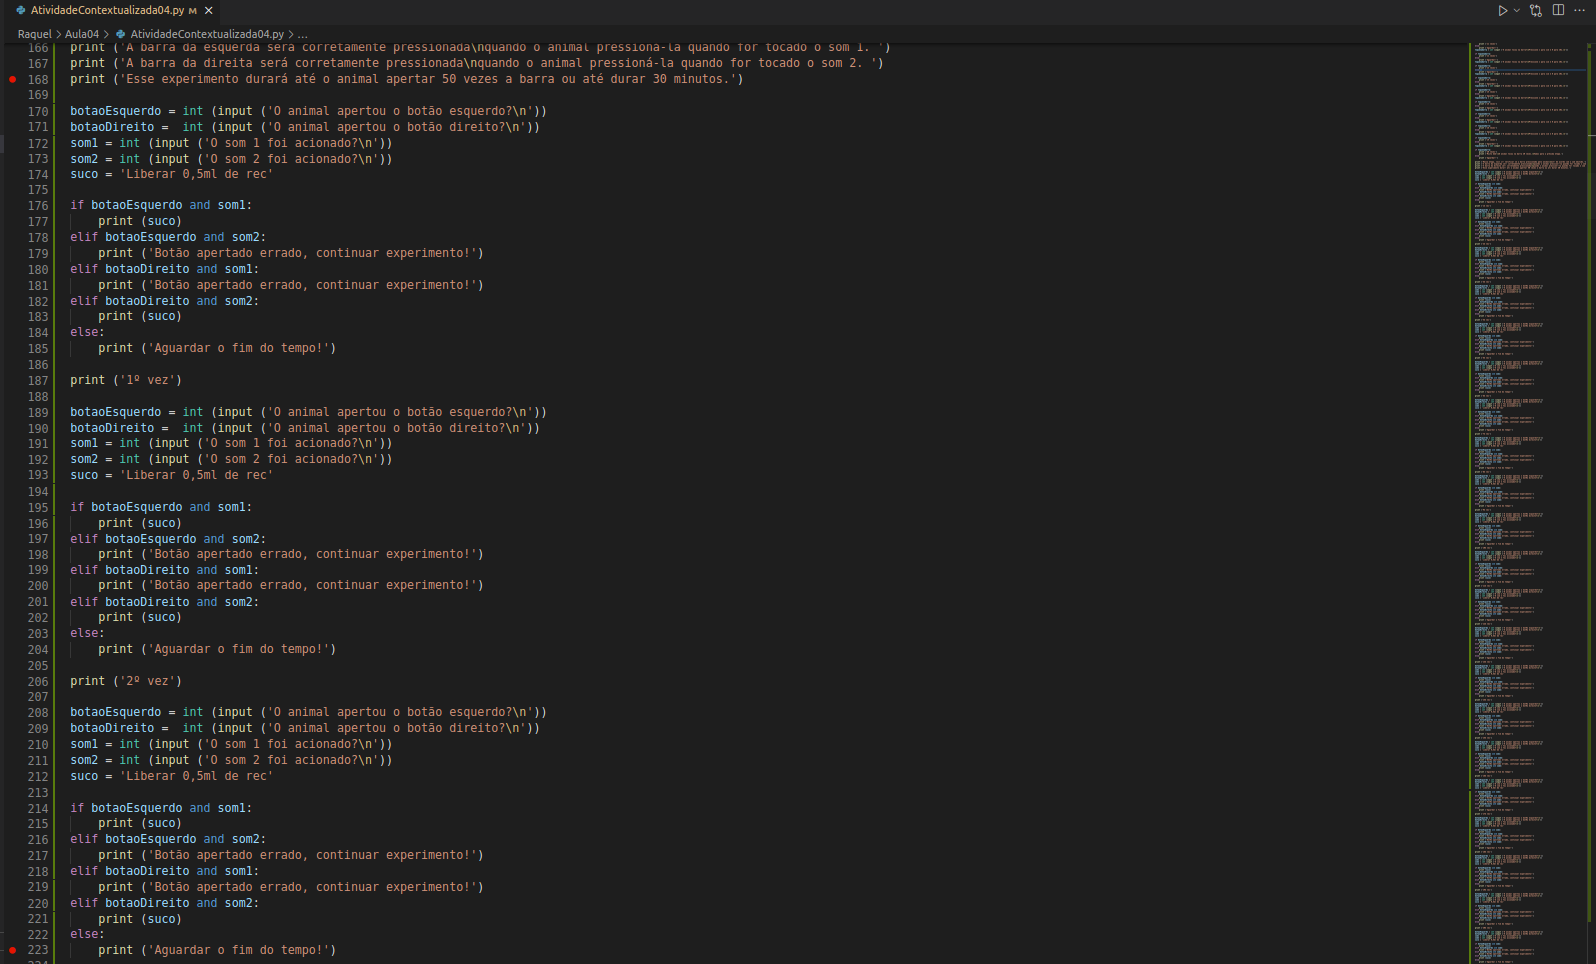 AtividadeContextualizada04.py M ×
Raquel > Aula04 > AtividadeContextualizada04.py > ...
166 print ('A barra da esquerda será corretamente pressionada\nquando o animal pressioná-la quando for tocado o som 1. ')
167 print ('A barra da direita será corretamente pressionada\nquando o animal pressioná-la quando for tocado o som 2. ')
168 print ('Esse experimento durará até o animal apertar 50 vezes a barra ou até durar 30 minutos.')
169
170 botaoEsquerdo = int (input ('O animal apertou o botão esquerdo?\n'))
171 botaoDireito =  int (input ('O animal apertou o botão direito?\n'))
172 som1 = int (input ('O som 1 foi acionado?\n'))
173 som2 = int (input ('O som 2 foi acionado?\n'))
174 suco = 'Liberar 0,5ml de rec'
175
176 if botaoEsquerdo and som1:
177     print (suco)
178 elif botaoEsquerdo and som2:
179     print ('Botão apertado errado, continuar experimento!')
180 elif botaoDireito and som1:
181     print ('Botão apertado errado, continuar experimento!')
182 elif botaoDireito and som2:
183     print (suco)
184 else:
185     print ('Aguardar o fim do tempo!')
186
187 print ('1º vez')
188
189 botaoEsquerdo = int (input ('O animal apertou o botão esquerdo?\n'))
190 botaoDireito =  int (input ('O animal apertou o botão direito?\n'))
191 som1 = int (input ('O som 1 foi acionado?\n'))
192 som2 = int (input ('O som 2 foi acionado?\n'))
193 suco = 'Liberar 0,5ml de rec'
194
195 if botaoEsquerdo and som1:
196     print (suco)
197 elif botaoEsquerdo and som2:
198     print ('Botão apertado errado, continuar experimento!')
199 elif botaoDireito and som1:
200     print ('Botão apertado errado, continuar experimento!')
201 elif botaoDireito and som2:
202     print (suco)
203 else:
204     print ('Aguardar o fim do tempo!')
205
206 print ('2º vez')
207
208 botaoEsquerdo = int (input ('O animal apertou o botão esquerdo?\n'))
209 botaoDireito =  int (input ('O animal apertou o botão direito?\n'))
210 som1 = int (input ('O som 1 foi acionado?\n'))
211 som2 = int (input ('O som 2 foi acionado?\n'))
212 suco = 'Liberar 0,5ml de rec'
213
214 if botaoEsquerdo and som1:
215     print (suco)
216 elif botaoEsquerdo and som2:
217     print ('Botão apertado errado, continuar experimento!')
218 elif botaoDireito and som1:
219     print ('Botão apertado errado, continuar experimento!')
220 elif botaoDireito and som2:
221     print (suco)
222 else:
223     print ('Aguardar o fim do tempo!')